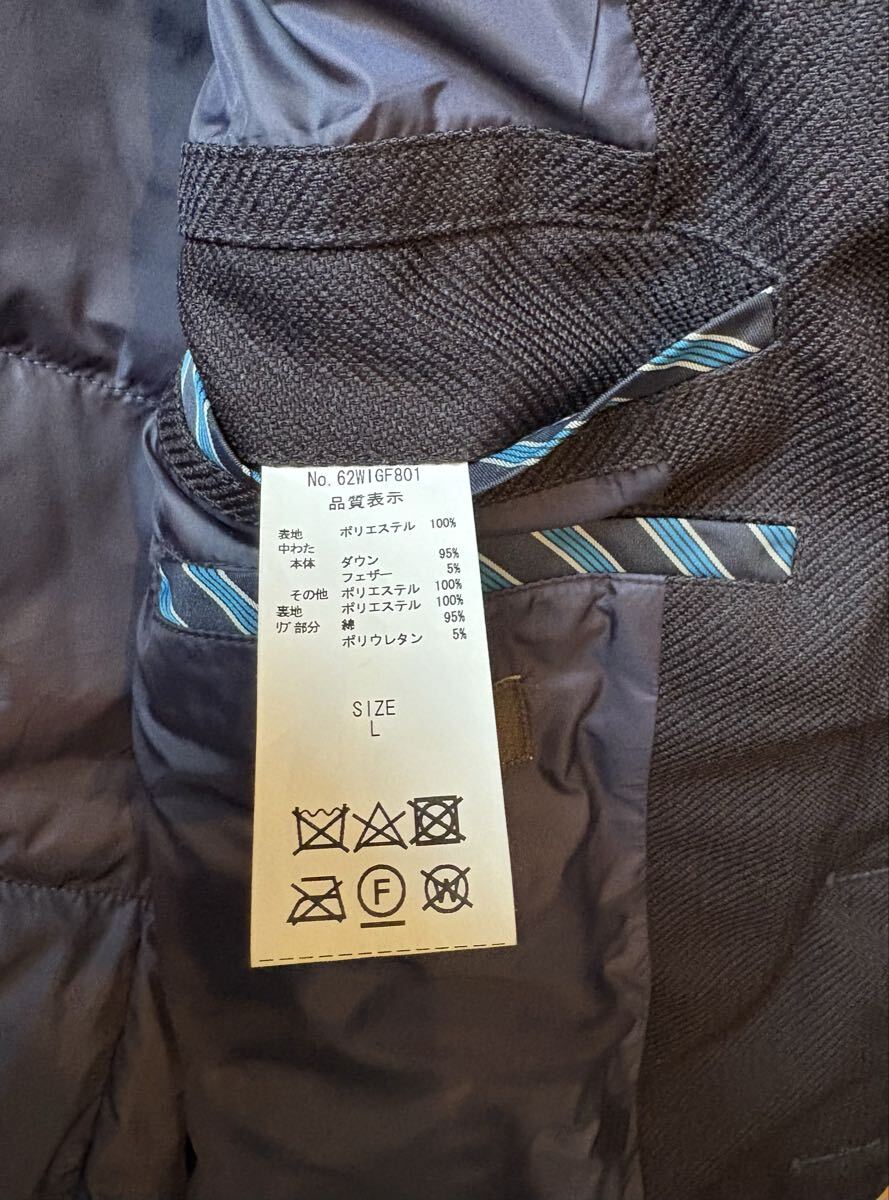 No. 62WIGF801
品質表示
表地 ポリエステル 100%
中わた
本体 ダウン 95%
フェザー 5%
その他 ポリエステル 100%
裏地 ポリエステル 100%
ﾘﾌﾞ部分 綿 95%
ポリウレタン 5%
SIZE
L
F
W